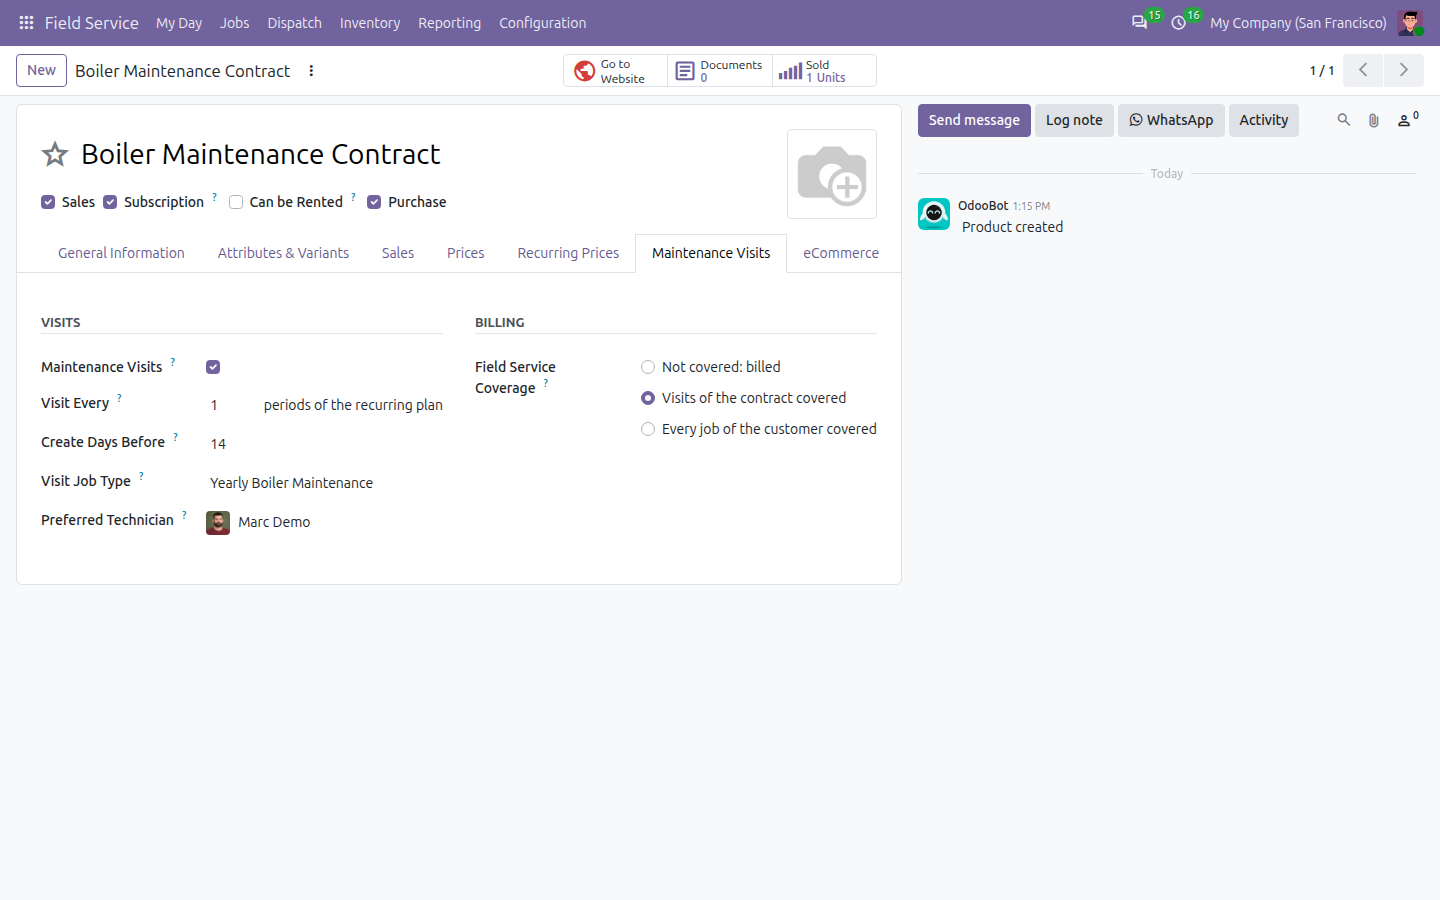 Field Service My Day Jobs Dispatch Inventory Reporting Configuration 15 16 My Company (San Francisco)
New Boiler Maintenance Contract Go to Website Documents 0 Sold 1 Units 1 / 1
Send message Log note WhatsApp Activity 0
Boiler Maintenance Contract
Today
Sales Subscription ? Can be Rented ? Purchase
OdooBot 1:15 PM
Product created
General Information Attributes & Variants Sales Prices Recurring Prices Maintenance Visits eCommerce
VISITS
Maintenance Visits ?
Visit Every ? 1 periods of the recurring plan
Create Days Before ? 14
Visit Job Type ? Yearly Boiler Maintenance
Preferred Technician ? Marc Demo
BILLING
Field Service Coverage ?
Not covered: billed
Visits of the contract covered
Every job of the customer covered